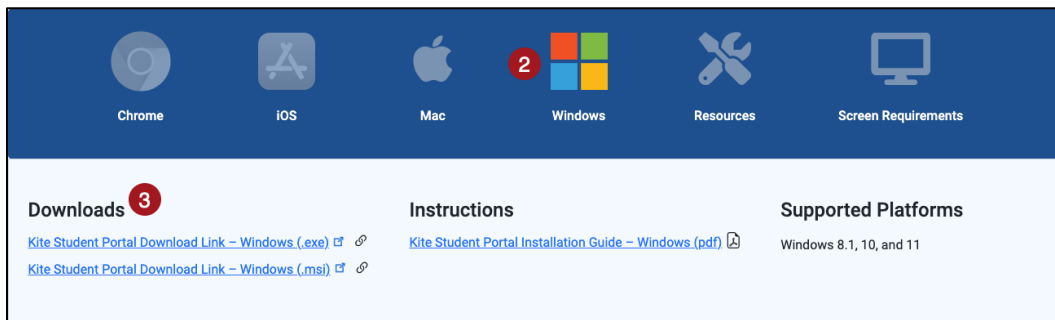 2
Chrome
iOS
Mac
Windows
Resources
Screen Requirements
Downloads 3
Kite Student Portal Download Link – Windows (.exe)
Kite Student Portal Download Link – Windows (.msi)
Instructions
Kite Student Portal Installation Guide – Windows (pdf)
Supported Platforms
Windows 8.1, 10, and 11